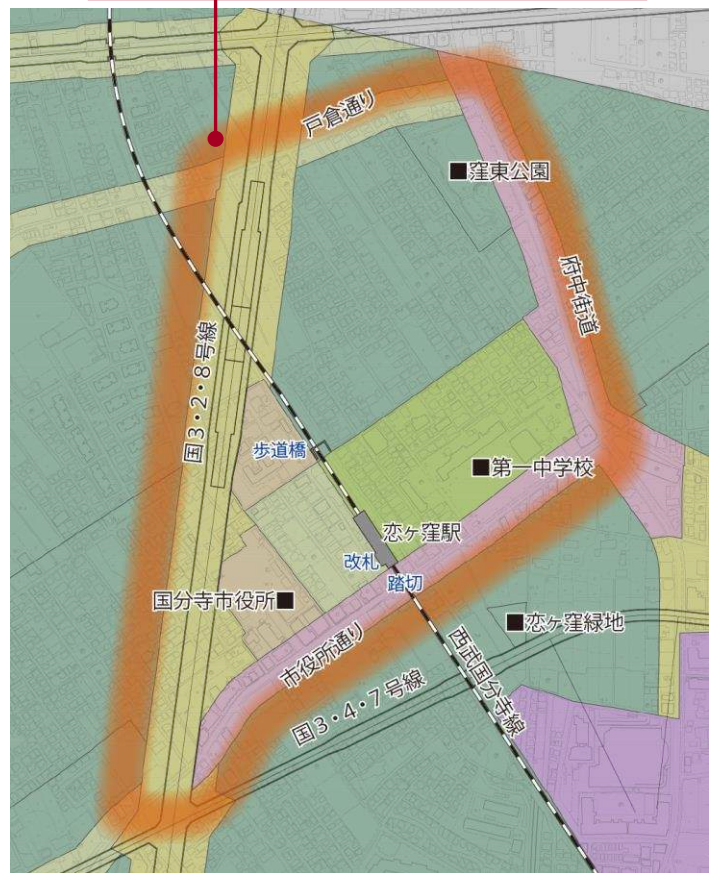 戸倉通り
■窪東公園
府中街道
国3・2・8号線
歩道橋
■第一中学校
恋ヶ窪駅
改札
踏切
国分寺市役所■
■恋ヶ窪緑地
市役所通り
国3・4・7号線
西武国分寺線